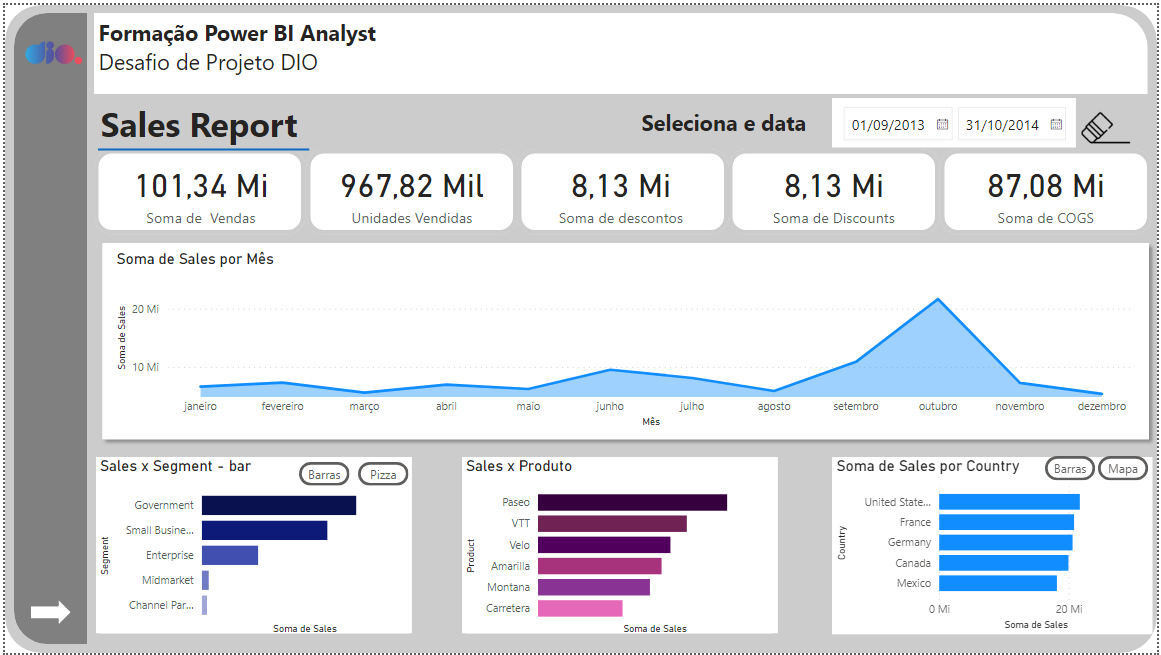 dio.
Formação Power BI Analyst
Desafio de Projeto DIO
Sales Report
Seleciona e data
01/09/2013
31/10/2014
101,34 Mi
Soma de Vendas
967,82 Mil
Unidades Vendidas
8,13 Mi
Soma de descontos
8,13 Mi
Soma de Discounts
87,08 Mi
Soma de COGS
Soma de Sales por Mês
Soma de Sales
20 Mi
10 Mi
janeiro fevereiro março abril maio junho julho agosto setembro outubro novembro dezembro
Mês
Sales x Segment - bar
Barras
Pizza
Segment
Government
Small Busine...
Enterprise
Midmarket
Channel Par...
Soma de Sales
Sales x Produto
Product
Paseo
VTT
Velo
Amarilla
Montana
Carretera
Soma de Sales
Soma de Sales por Country
Barras
Mapa
Country
United State...
France
Germany
Canada
Mexico
0 Mi 20 Mi
Soma de Sales